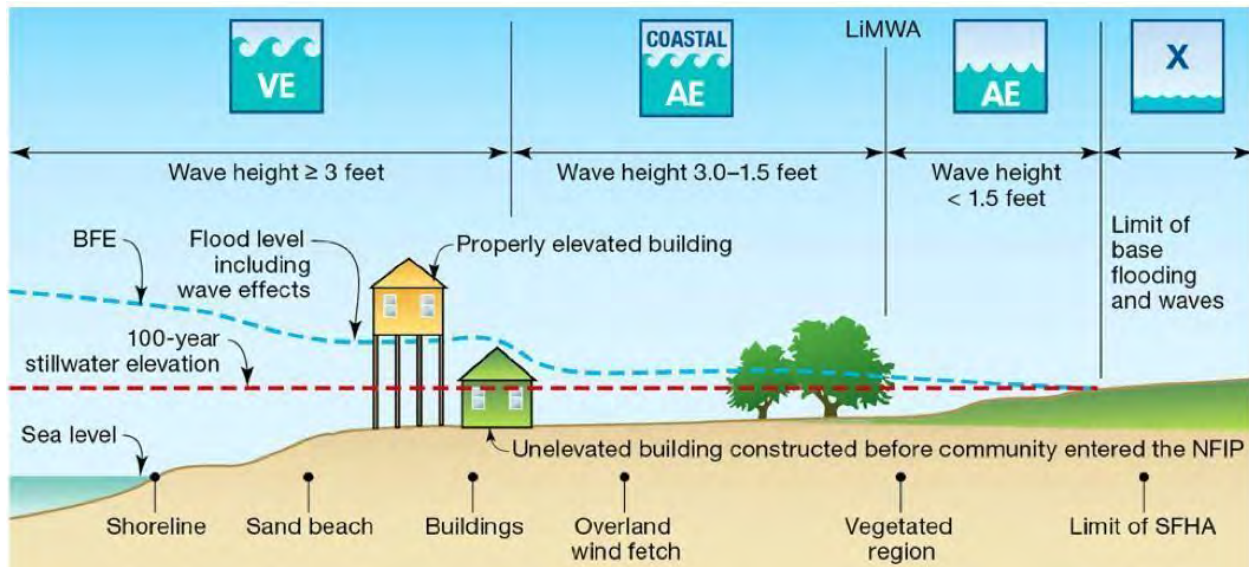 LiMWA
VE
COASTAL
AE
AE
X
Wave height ≥ 3 feet
Wave height 3.0–1.5 feet
Wave height
< 1.5 feet
BFE
Flood level
including
wave effects
Properly elevated building
Limit of
base
flooding
and waves
100-year
stillwater elevation
Sea level
Unelevated building constructed before community entered the NFIP
Shoreline
Sand beach
Buildings
Overland
wind fetch
Vegetated
region
Limit of SFHA